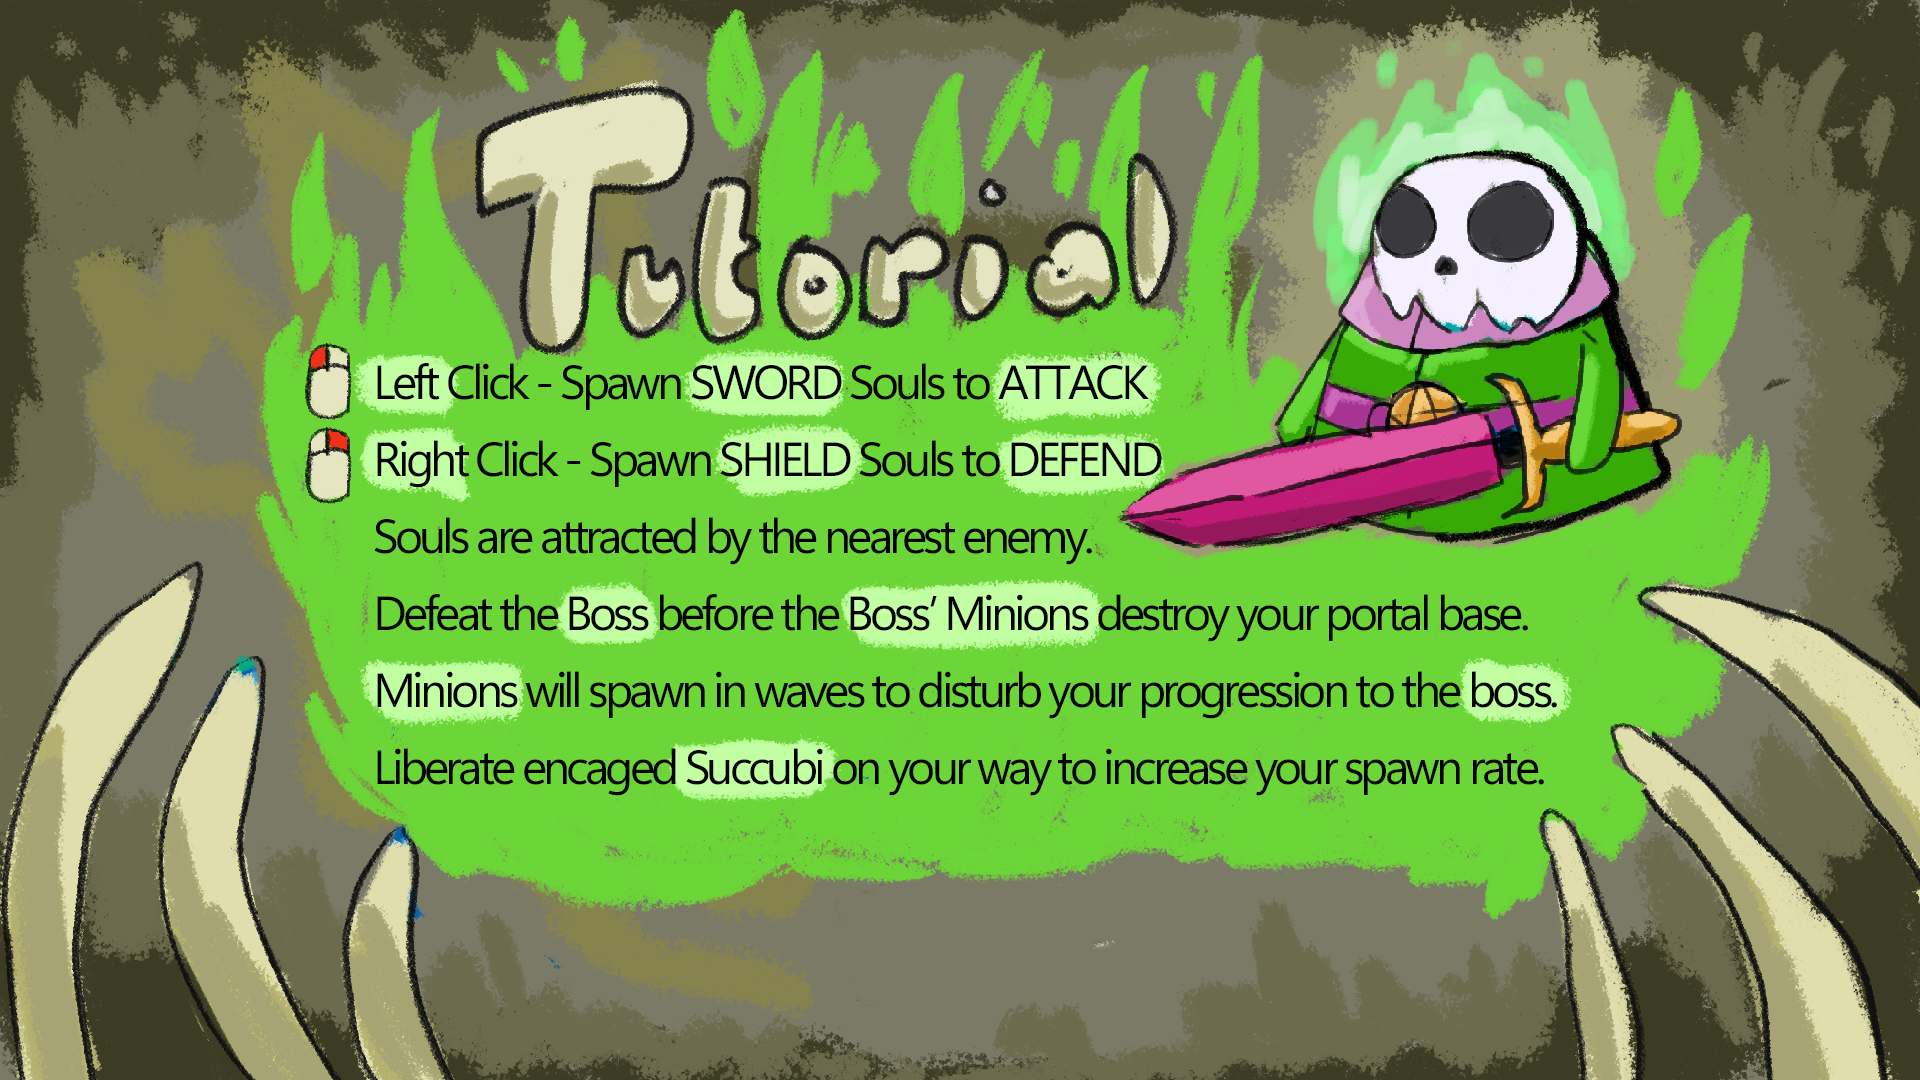 Tutorial
Left Click - Spawn SWORD Souls to ATTACK
Right Click - Spawn SHIELD Souls to DEFEND
Souls are attracted by the nearest enemy.
Defeat the Boss before the Boss’ Minions destroy your portal base.
Minions will spawn in waves to disturb your progression to the boss.
Liberate encaged Succubi on your way to increase your spawn rate.